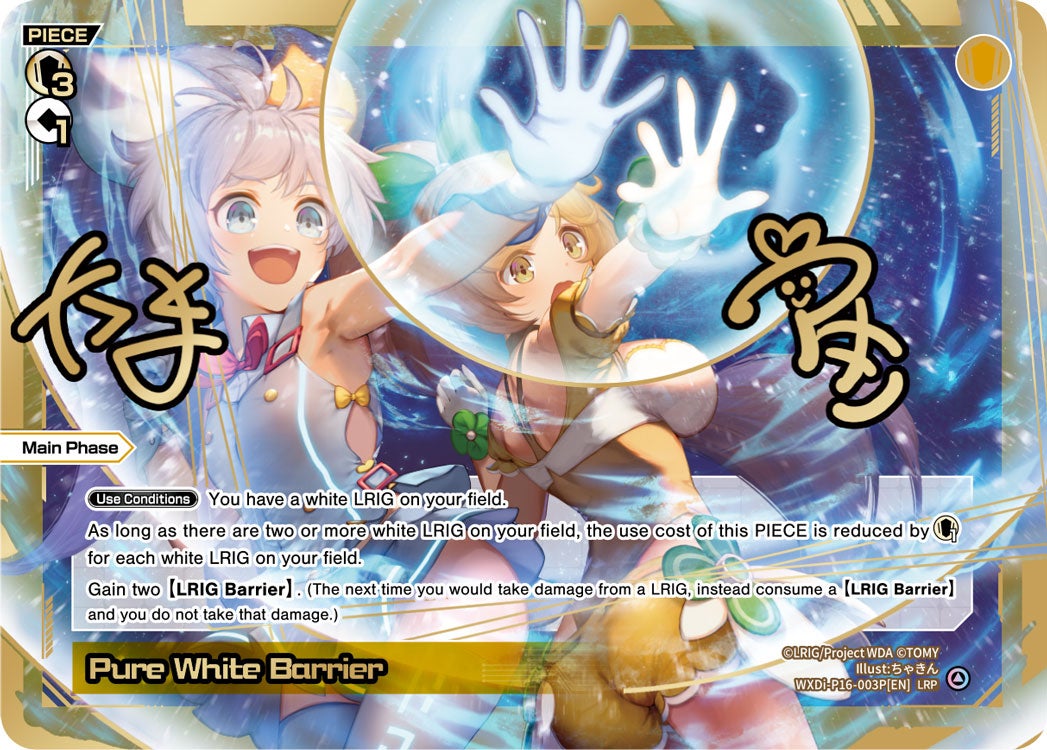 PIECE
3
1
Main Phase
Use Conditions You have a white LRIG on your field.
As long as there are two or more white LRIG on your field, the use cost of this PIECE is reduced by 1
for each white LRIG on your field.
Gain two【LRIG Barrier】. (The next time you would take damage from a LRIG, instead consume a【LRIG Barrier】
and you do not take that damage.)
Pure White Barrier
©LRIG/Project WDA ©TOMY
Illust:ちゃきん
WXDi-P16-003P[EN] LRP